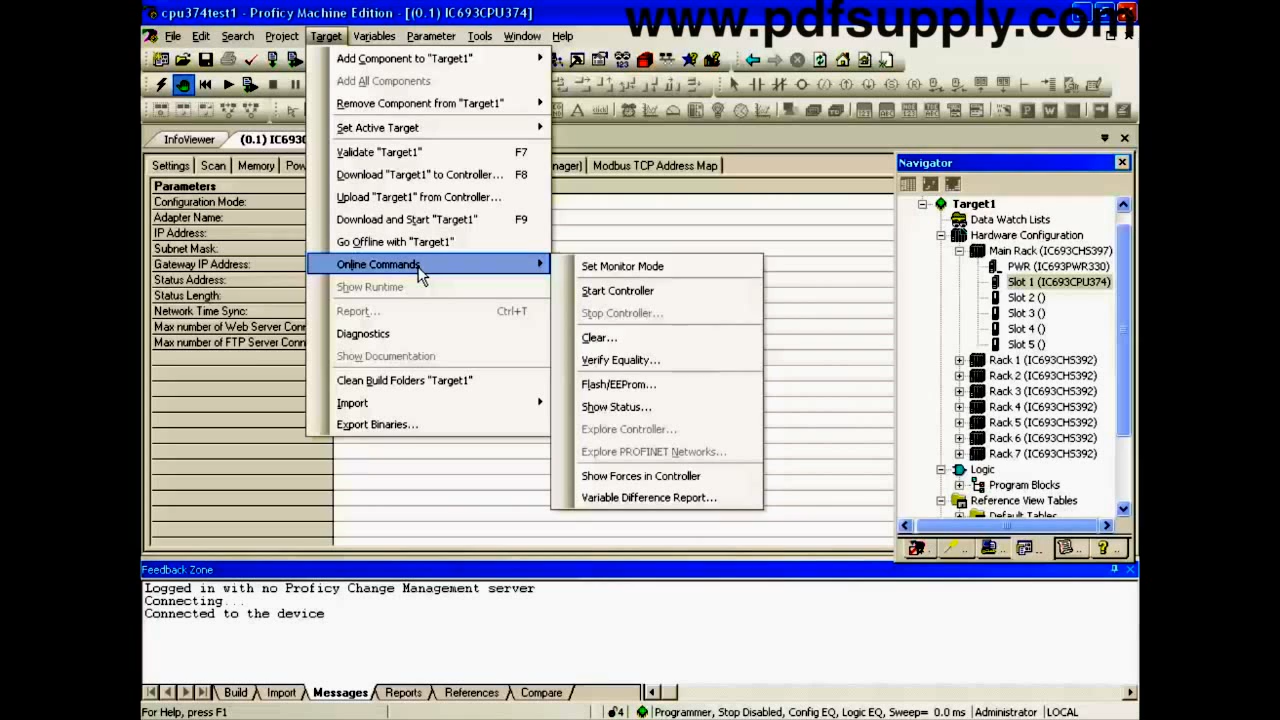 cpu374test1 - Proficy Machine Edition - [(0.1) IC693CPU374]
www.pdfsupply.com
File Edit Search Project Target Variables Parameter Tools Window Help
Add Component to "Target1"
Add All Components
Remove Component from "Target1"
Set Active Target
Validate "Target1" F7
Download "Target1" to Controller... F8
Upload "Target1" from Controller...
Download and Start "Target1" F9
Go Offline with "Target1"
Online Commands
Show Runtime
Report... Ctrl+T
Diagnostics
Show Documentation
Clean Build Folders "Target1"
Import
Export Binaries...
Set Monitor Mode
Start Controller
Stop Controller...
Clear...
Verify Equality...
Flash/EEProm...
Show Status...
Explore Controller...
Explore PROFINET Networks...
Show Forces in Controller
Variable Difference Report...
InfoViewer (0.1) IC693C
Settings Scan Memory Pow nager) Modbus TCP Address Map
Parameters
Configuration Mode:
Adapter Name:
IP Address:
Subnet Mask:
Gateway IP Address:
Status Address:
Status Length:
Network Time Sync:
Max number of Web Server Conn
Max number of FTP Server Conn
Navigator
Target1
Data Watch Lists
Hardware Configuration
Main Rack (IC693CHS397)
PWR (IC693PWR330)
Slot 1 (IC693CPU374)
Slot 2 ()
Slot 3 ()
Slot 4 ()
Slot 5 ()
Rack 1 (IC693CHS392)
Rack 2 (IC693CHS392)
Rack 3 (IC693CHS392)
Rack 4 (IC693CHS392)
Rack 5 (IC693CHS392)
Rack 6 (IC693CHS392)
Rack 7 (IC693CHS392)
Logic
Program Blocks
Reference View Tables
Default Tables
Feedback Zone
Logged in with no Proficy Change Management server
Connecting...
Connected to the device
Build Import Messages Reports References Compare
For Help, press F1
4 Programmer, Stop Disabled, Config EQ, Logic EQ, Sweep= 0.0 ms Administrator LOCAL